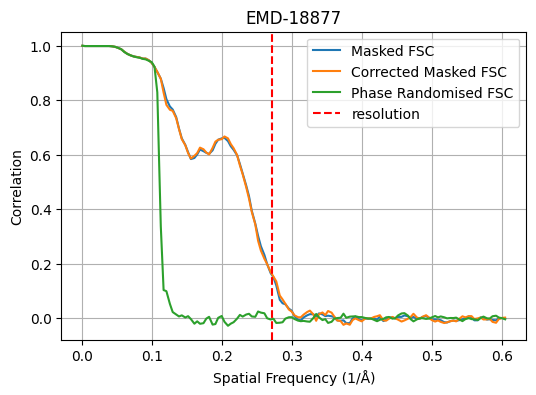 EMD-18877
Masked FSC
Corrected Masked FSC
Phase Randomised FSC
resolution
Correlation
1.0
0.8
0.6
0.4
0.2
0.0
0.0 0.1 0.2 0.3 0.4 0.5 0.6
Spatial Frequency (1/Å)